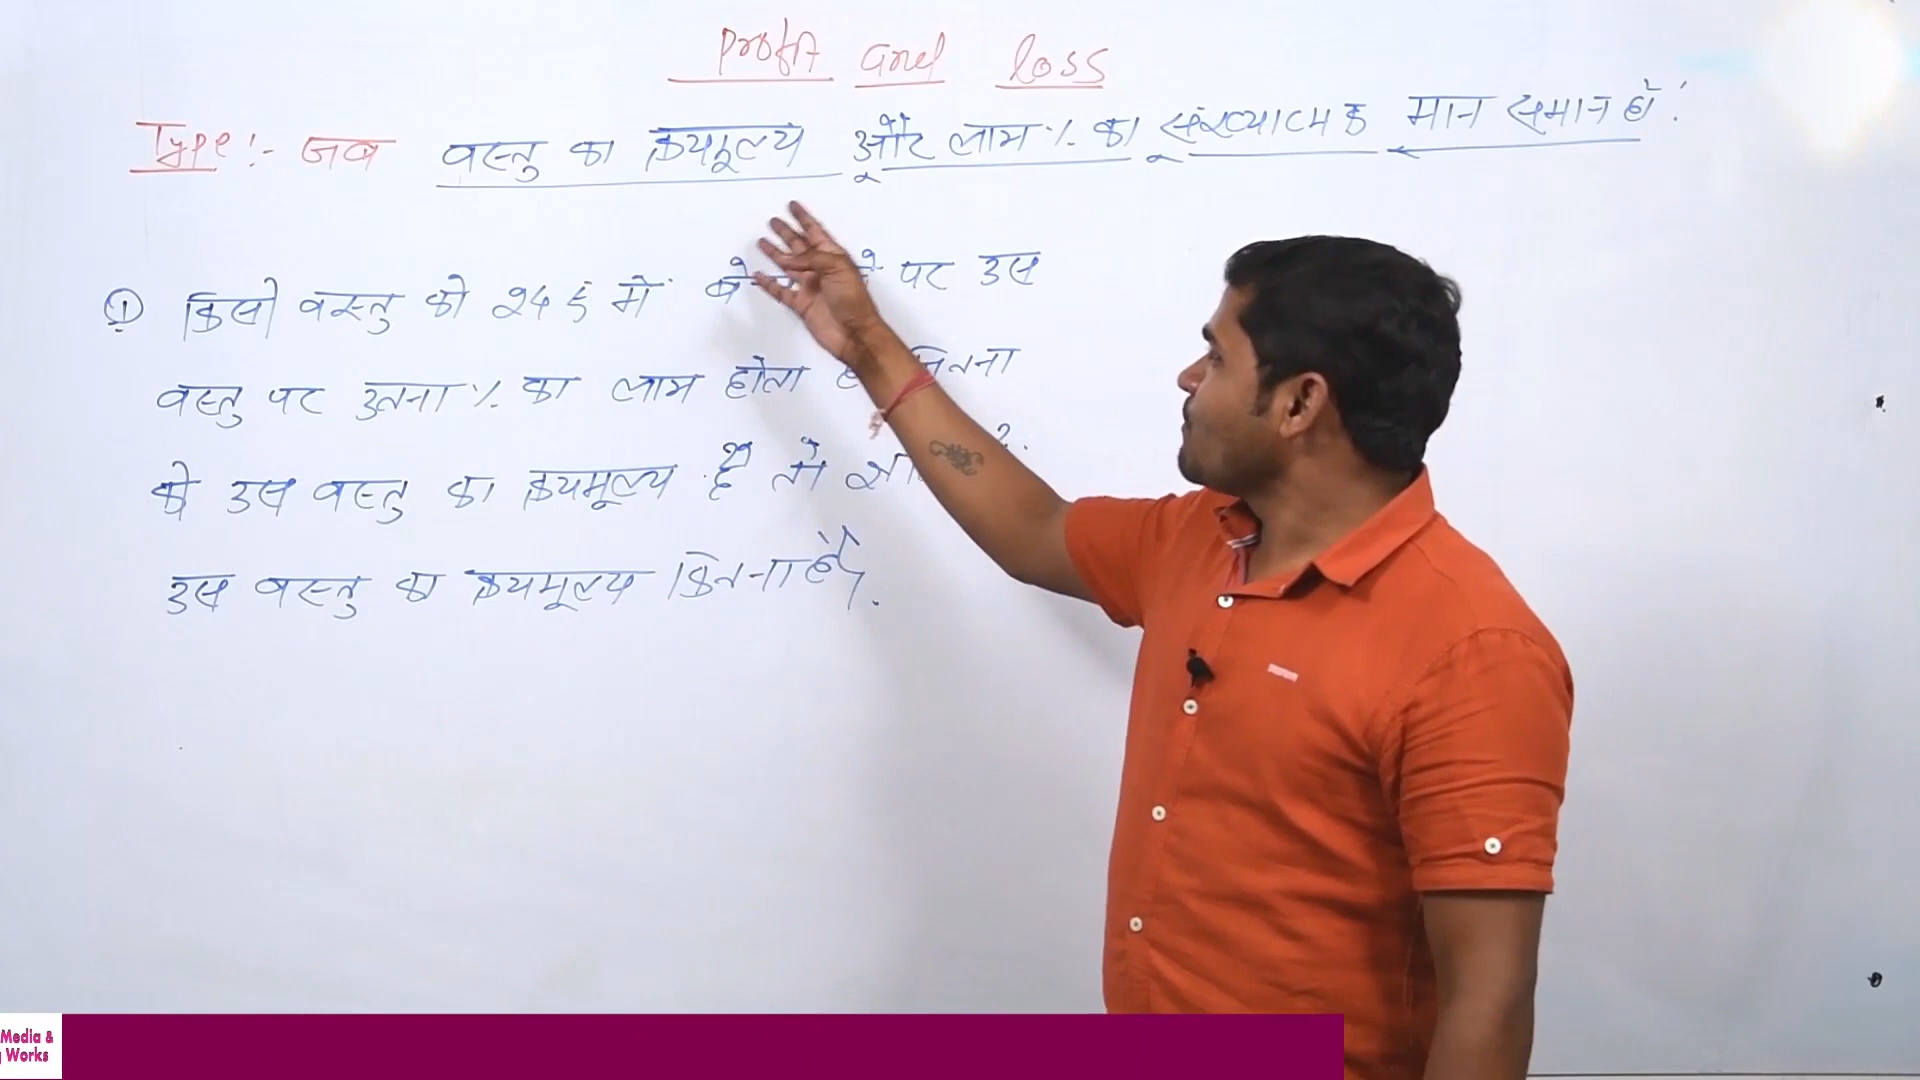 Profit and loss
Type:- जब वस्तु का क्रयमूल्य और लाभ % का संख्यात्मक मान समान हो:
① किसी वस्तु को 24 ₹ में पर उस
वस्तु पर उतना % का लाभ होता जितना
की उस वस्तु का क्रयमूल्य है तो
उस वस्तु का क्रयमूल्य कितना है?
Media &
Works